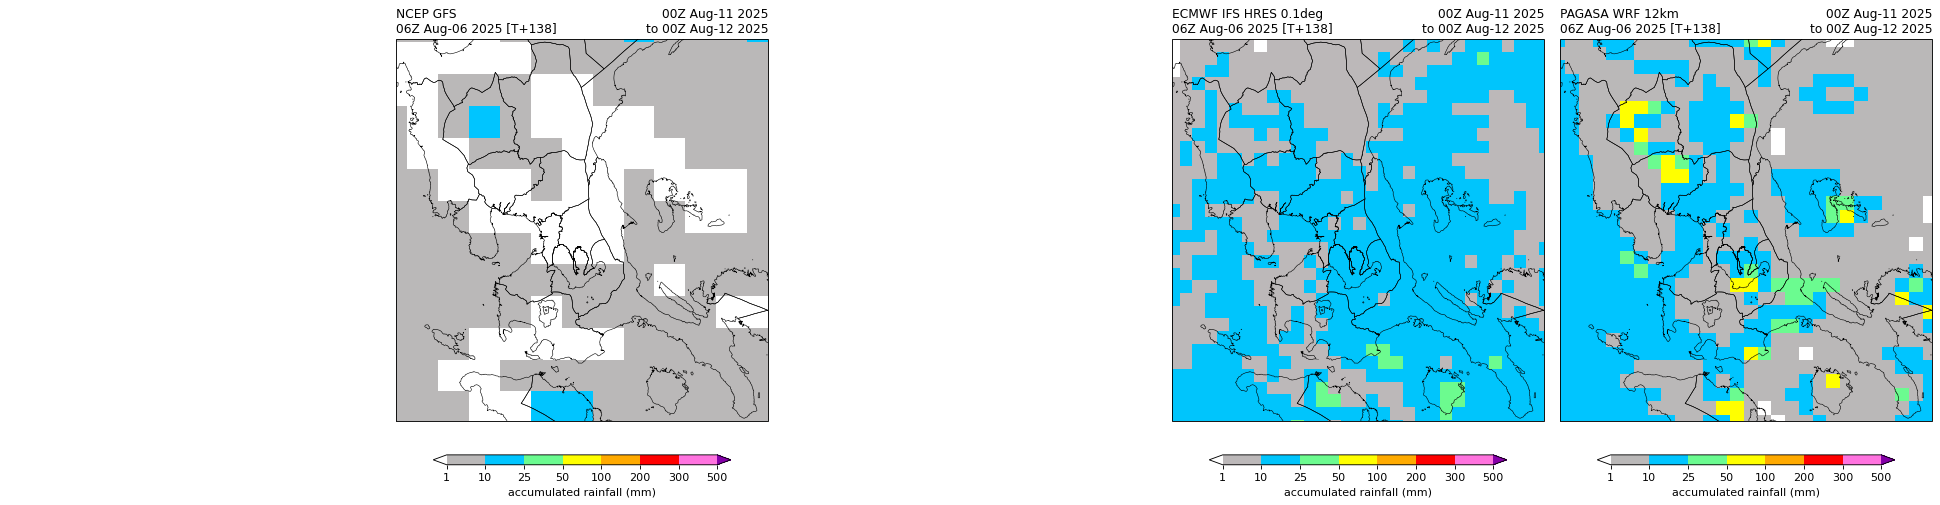 NCEP GFS 00Z Aug-11 2025
06Z Aug-06 2025 [T+138] to 00Z Aug-12 2025
1 10 25 50 100 200 300 500
accumulated rainfall (mm)
ECMWF IFS HRES 0.1deg 00Z Aug-11 2025
06Z Aug-06 2025 [T+138] to 00Z Aug-12 2025
1 10 25 50 100 200 300 500
accumulated rainfall (mm)
PAGASA WRF 12km 00Z Aug-11 2025
06Z Aug-06 2025 [T+138] to 00Z Aug-12 2025
1 10 25 50 100 200 300 500
accumulated rainfall (mm)